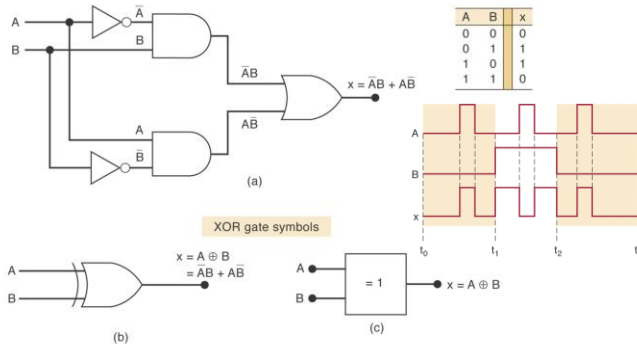 A
Ā
B
B
ĀB
x = ĀB + AB̄
A
AB̄
B̄
(a)
A B x
0 0 0
0 1 1
1 0 1
1 1 0
A
B
x
t₀ t₁ t₂ t
XOR gate symbols
A
B
x = A ⊕ B
= ĀB + AB̄
(b)
A
B
= 1
x = A ⊕ B
(c)